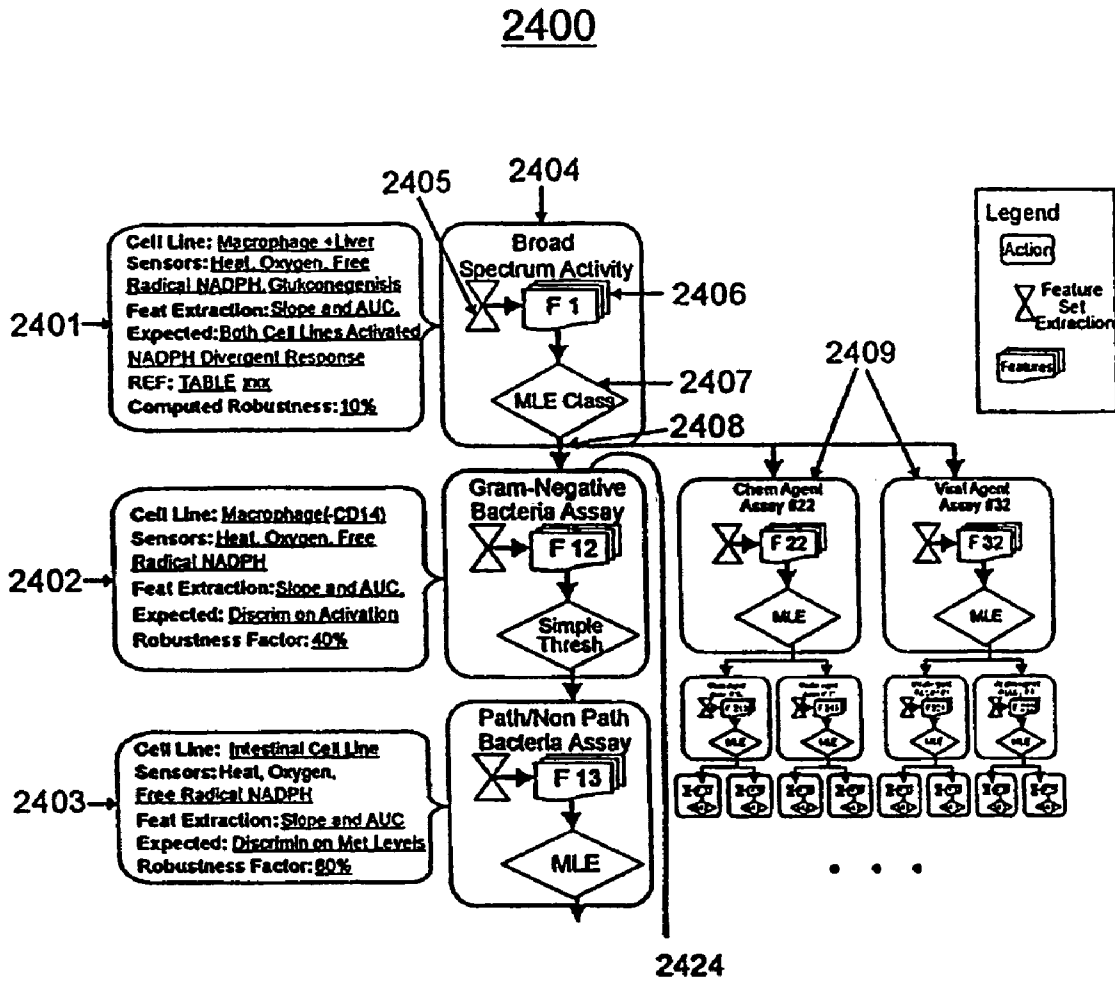 2400
2404
2405
2401
Cell Line: Macrophage +Liver
Sensors: Heat, Oxygen, Free
Radical NADPH, Glukconegenisis
Feat Extraction: Slope and AUC,
Expected: Both Cell Lines Activated
NADPH Divergent Response
REF: TABLE xxx
Computed Robustness: 10%
Broad
Spectrum Activity
F 1
2406
MLE Class
2407
2408
2409
Legend
Action
Feature
Set
Extraction
Features
2402
Cell Line: Macrophage(-CD14)
Sensors: Heat, Oxygen, Free
Radical NADPH
Feat Extraction: Slope and AUC,
Expected: Discrim on Activation
Robustness Factor: 40%
Gram-Negative
Bacteria Assay
F 12
Simple
Thresh
Chem Agent
Assay #22
F 22
MLE
Viral Agent
Assay #32
F 32
MLE
2403
Cell Line: Intestinal Cell Line
Sensors: Heat, Oxygen,
Free Radical NADPH
Feat Extraction: Slope and AUC
Expected: Discrimin on Met Levels
Robustness Factor: 60%
Path/Non Path
Bacteria Assay
F 13
MLE
MLE
MLE
MLE
MLE
. . .
2424